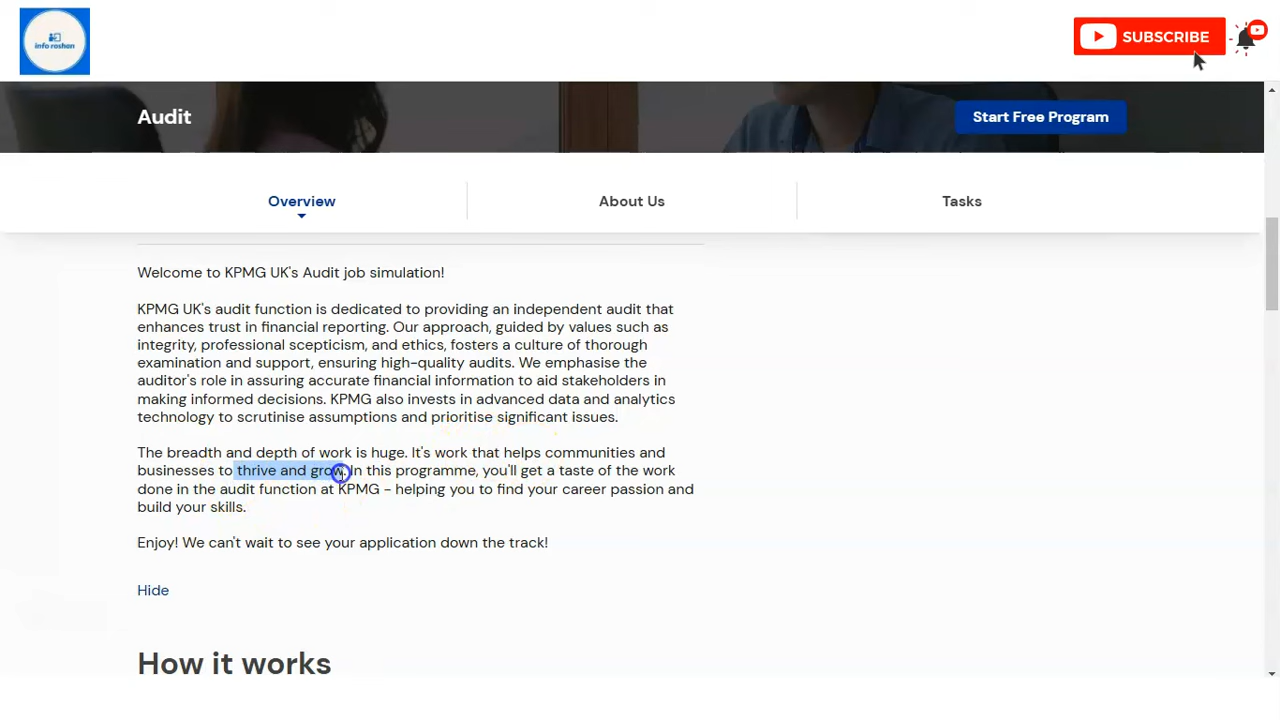 info roshan
SUBSCRIBE
Audit
Start Free Program
Overview
About Us
Tasks
Welcome to KPMG UK's Audit job simulation!
KPMG UK's audit function is dedicated to providing an independent audit that
enhances trust in financial reporting. Our approach, guided by values such as
integrity, professional scepticism, and ethics, fosters a culture of thorough
examination and support, ensuring high-quality audits. We emphasise the
auditor's role in assuring accurate financial information to aid stakeholders in
making informed decisions. KPMG also invests in advanced data and analytics
technology to scrutinise assumptions and prioritise significant issues.
The breadth and depth of work is huge. It's work that helps communities and
businesses to thrive and grow. In this programme, you'll get a taste of the work
done in the audit function at KPMG – helping you to find your career passion and
build your skills.
Enjoy! We can't wait to see your application down the track!
Hide
How it works